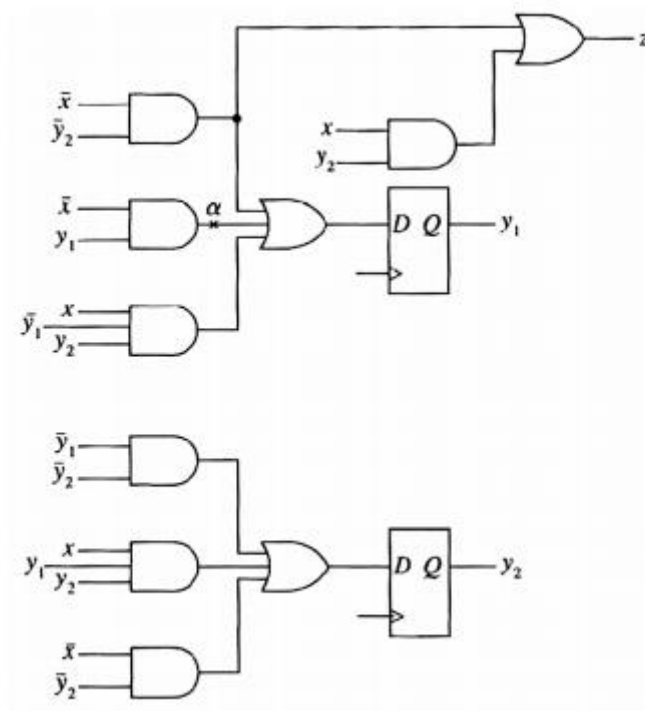 z
x̄
ȳ₂
x
y₂
x̄
α
y₁
D Q
y₁
x
ȳ₁
y₂
ȳ₁
ȳ₂
x
y₁
y₂
D Q
y₂
x̄
ȳ₂